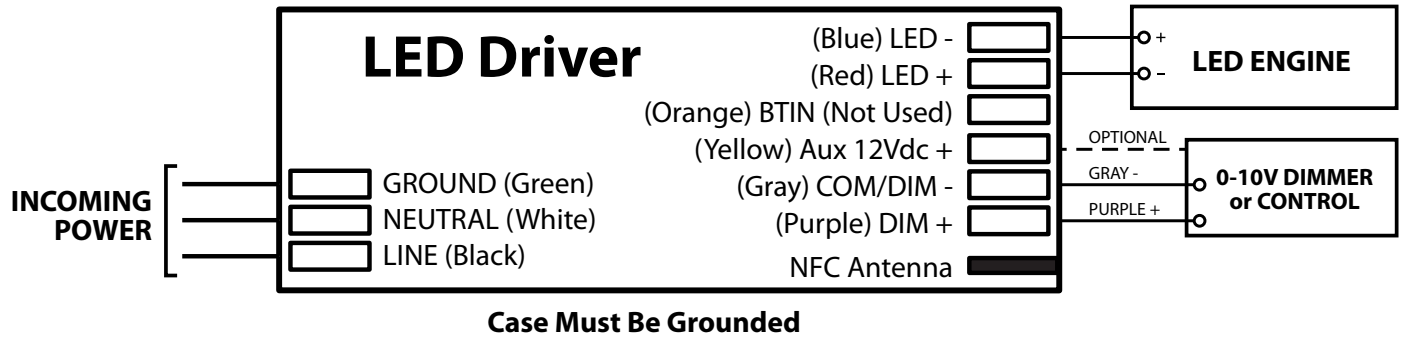 LED Driver
(Blue) LED -
(Red) LED +
(Orange) BTIN (Not Used)
(Yellow) Aux 12Vdc +
(Gray) COM/DIM -
(Purple) DIM +
NFC Antenna
INCOMING
POWER
GROUND (Green)
NEUTRAL (White)
LINE (Black)
+
–
LED ENGINE
OPTIONAL
GRAY -
PURPLE +
0-10V DIMMER
or CONTROL
Case Must Be Grounded